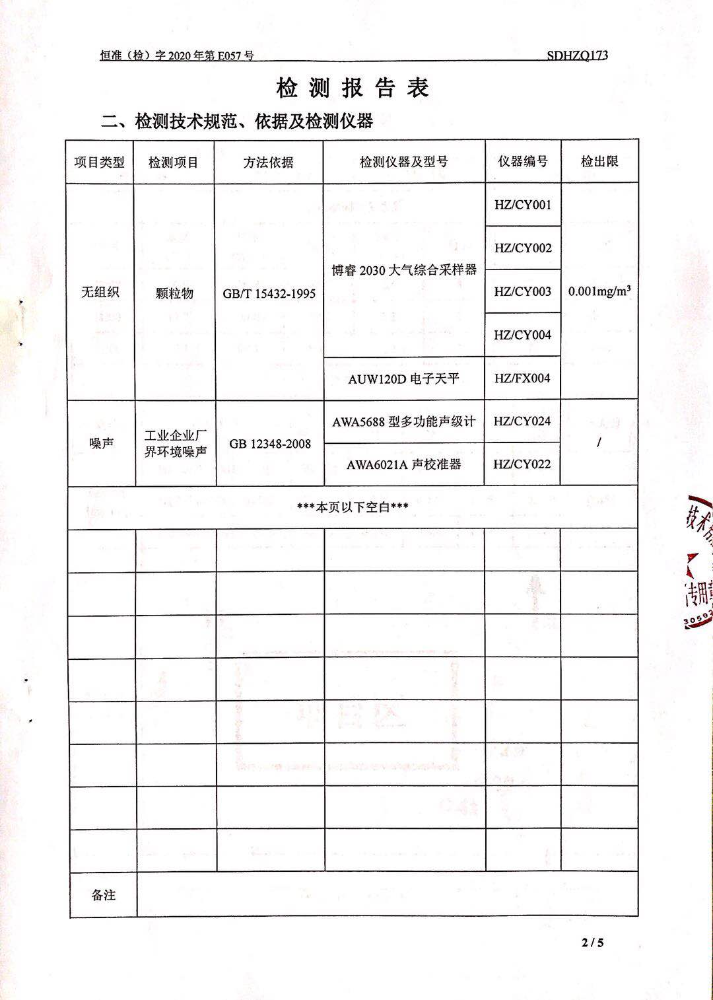 恒准（检）字 2020 年第 E057 号 SDHZQ173
检测报告表
二、检测技术规范、依据及检测仪器
项目类型 检测项目 方法依据 检测仪器及型号 仪器编号 检出限
无组织 颗粒物 GB/T 15432-1995 博睿 2030 大气综合采样器 HZ/CY001 0.001mg/m³
HZ/CY002
HZ/CY003
HZ/CY004
AUW120D 电子天平 HZ/FX004
噪声 工业企业厂 GB 12348-2008 AWA5688 型多功能声级计 HZ/CY024 /
界环境噪声 AWA6021A 声校准器 HZ/CY022
***本页以下空白***
备注
2 / 5
技术
专用章
30592